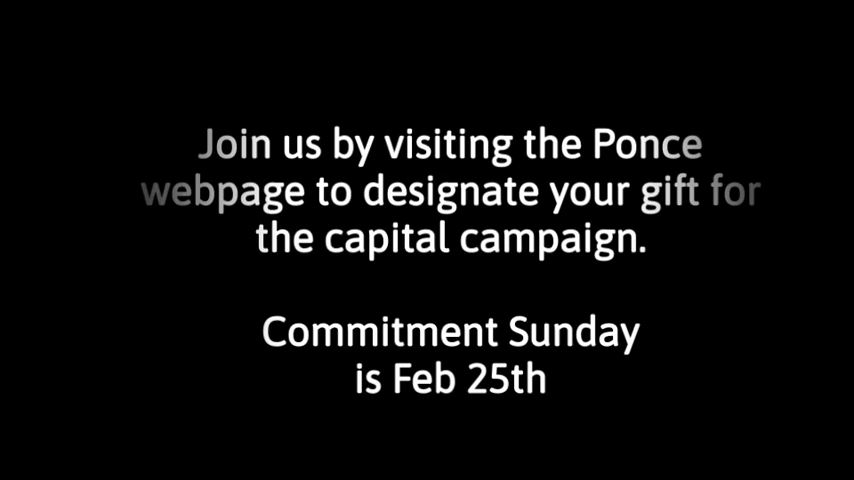 Join us by visiting the Ponce
webpage to designate your gift for
the capital campaign.
Commitment Sunday
is Feb 25th